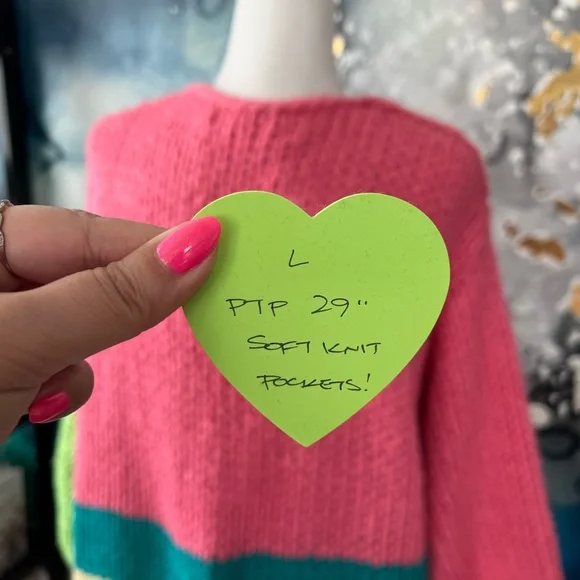 L
PTP 29"
SOFT KNIT
POCKETS!